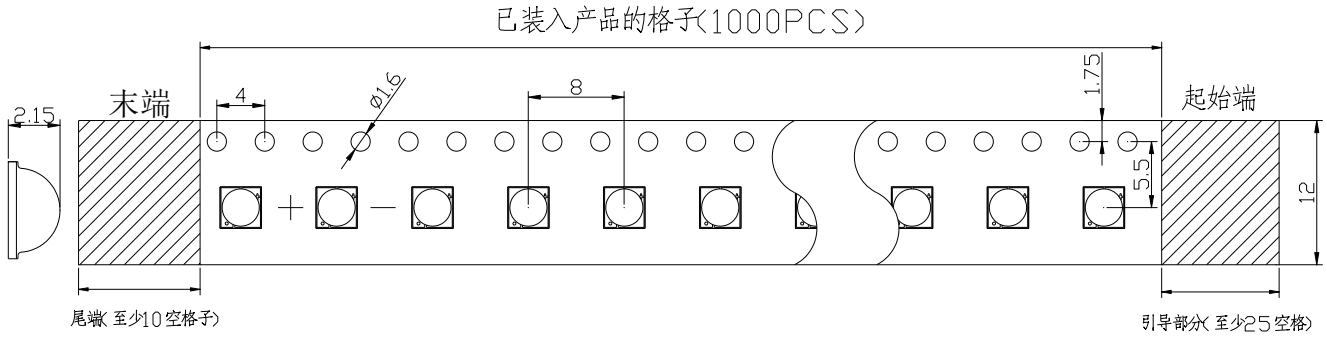 已装入产品的格子(1000PCS)
2.15
末端
4
Ø1.6
8
1.75
起始端
5.5
12
尾端(至少10空格子)
引导部分(至少25空格)